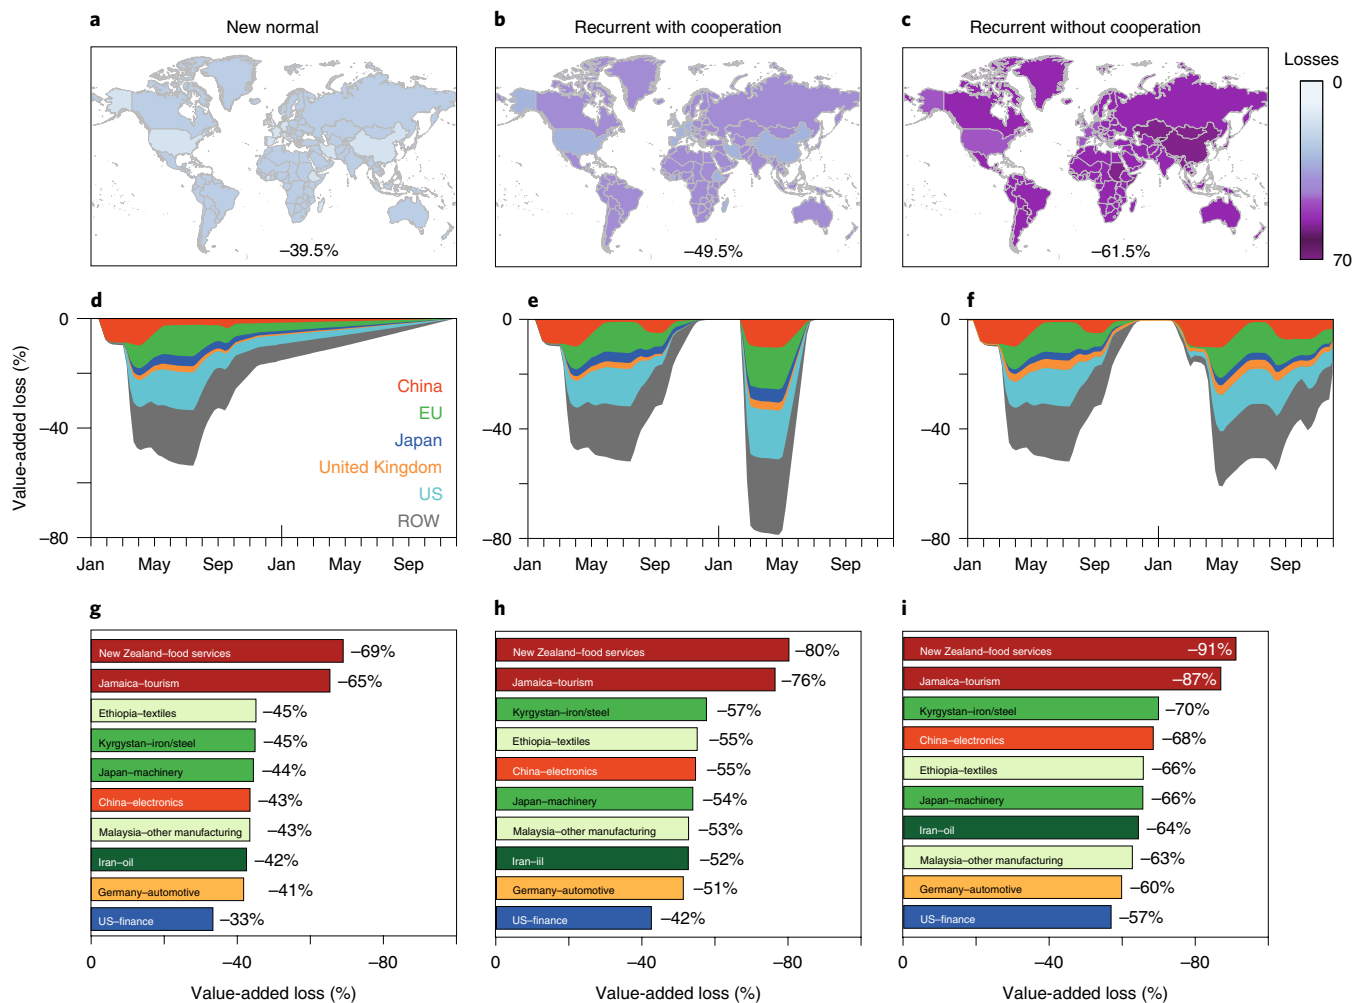 a
New normal
b
Recurrent with cooperation
c
Recurrent without cooperation
Losses
0
70
–39.5%
–49.5%
–61.5%
d
e
f
Value-added loss (%)
0
–40
–80
China
EU
Japan
United Kingdom
US
ROW
Jan May Sep Jan May Sep
0
–40
–80
Jan May Sep Jan May Sep
0
–40
–80
Jan May Sep Jan May Sep
g
New Zealand–food services –69%
Jamaica–tourism –65%
Ethiopia–textiles –45%
Kyrgystan–iron/steel –45%
Japan–machinery –44%
China–electronics –43%
Malaysia–other manufacturing –43%
Iran–oil –42%
Germany–automotive –41%
US–finance –33%
0 –40 –80
Value-added loss (%)
h
New Zealand–food services –80%
Jamaica–tourism –76%
Kyrgystan–iron/steel –57%
Ethiopia–textiles –55%
China–electronics –55%
Japan–machinery –54%
Malaysia–other manufacturing –53%
Iran–iil –52%
Germany–automotive –51%
US–finance –42%
0 –40 –80
Value-added loss (%)
i
New Zealand–food services –91%
Jamaica–tourism –87%
Kyrgystan–iron/steel –70%
China–electronics –68%
Ethiopia–textiles –66%
Japan–machinery –66%
Iran–oil –64%
Malaysia–other manufacturing –63%
Germany–automotive –60%
US–finance –57%
0 –40 –80
Value-added loss (%)